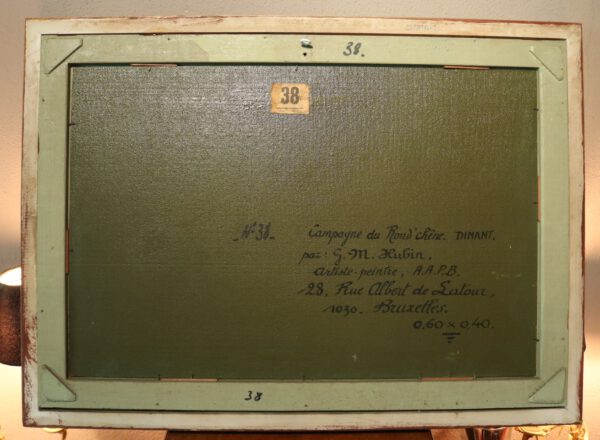 38.
38
N° 38.
Campagne du Rond'chêne. DINANT,
par: G. M. Hubin,
artiste-peintre, A.A.P.B.
28, Rue Albert de Latour,
1030. Bruxelles.
0,60 x 0,40.
38